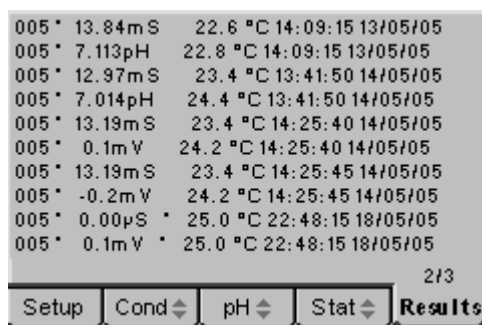 005 * 13.84mS 22.6 °C 14:09:15 13/05/05
005 * 7.113pH 22.8 °C 14:09:15 13/05/05
005 * 12.97mS 23.4 °C 13:41:50 14/05/05
005 * 7.014pH 24.4 °C 13:41:50 14/05/05
005 * 13.19mS 23.4 °C 14:25:40 14/05/05
005 * 0.1mV 24.2 °C 14:25:40 14/05/05
005 * 13.19mS 23.4 °C 14:25:45 14/05/05
005 * -0.2mV 24.2 °C 14:25:45 14/05/05
005 * 0.00µS * 25.0 °C 22:48:15 18/05/05
005 * 0.1mV * 25.0 °C 22:48:15 18/05/05
2/3
Setup Cond pH Stat Results